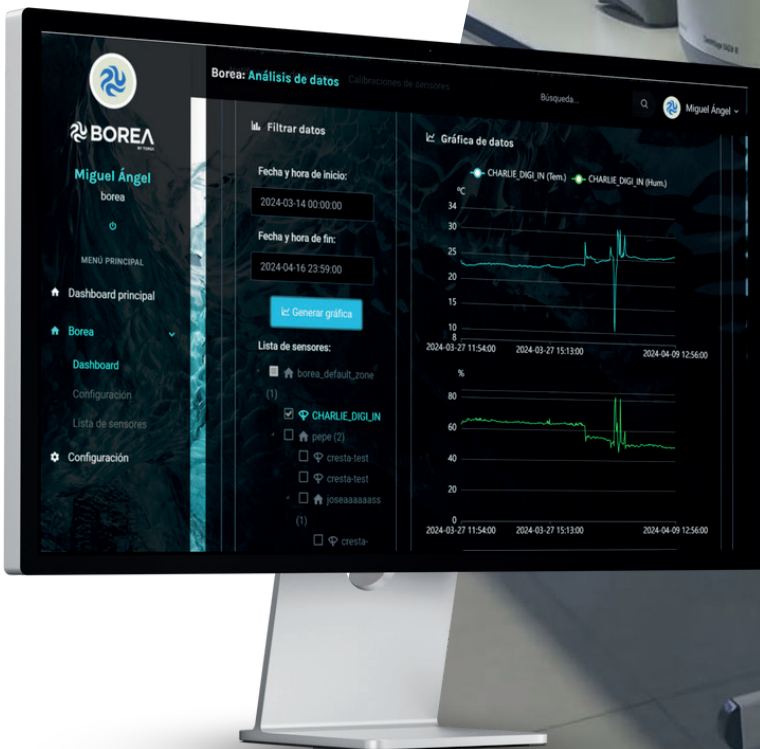 BOREA
Miguel Ángel
borea
MENÚ PRINCIPAL
Dashboard principal
Borea
Dashboard
Configuración
Lista de sensores
Configuración
Borea: Análisis de datos
Calibraciones de sensores
Búsqueda...
Miguel Ángel
Filtrar datos
Fecha y hora de inicio:
2024-03-14 00:00:00
Fecha y hora de fin:
2024-04-16 23:59:00
Generar gráfica
Lista de sensores:
borea_default_zone
(1)
CHARLIE_DIGI_IN
pepe (2)
cresta-test
cresta-test
joseaaaaaass
(1)
cresta-
Gráfica de datos
CHARLIE_DIGI_IN (Tem.) CHARLIE_DIGI_IN (Hum.)
ºC
34
30
25
20
15
10
8
2024-03-27 11:54:00 2024-03-27 15:13:00 2024-04-09 12:56:00
%
80
60
40
20
0
2024-03-27 11:54:00 2024-03-27 15:13:00 2024-04-09 12:56:00